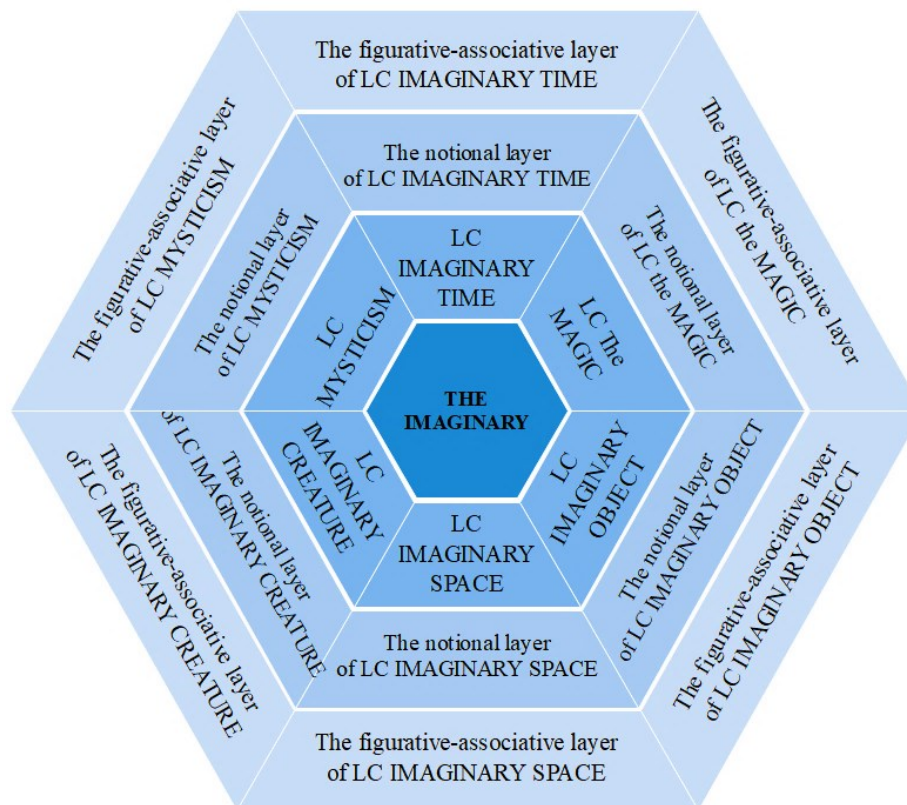 The figurative-associative layer
of LC IMAGINARY TIME
The notional layer
of LC IMAGINARY TIME
LC
IMAGINARY
TIME
The figurative-associative layer
of LC MYSTICISM
The notional layer
of LC MYSTICISM
LC
MYSTICISM
LC The
MAGIC
The notional layer
of LC the MAGIC
The figurative-associative layer
of LC the MAGIC
THE
IMAGINARY
The figurative-associative layer
of LC IMAGINARY CREATURE
The notional layer
of LC IMAGINARY CREATURE
LC
IMAGINARY
CREATURE
LC
IMAGINARY
OBJECT
The notional layer
of LC IMAGINARY OBJECT
The figurative-associative layer
of LC IMAGINARY OBJECT
LC
IMAGINARY
SPACE
The notional layer
of LC IMAGINARY SPACE
The figurative-associative layer
of LC IMAGINARY SPACE